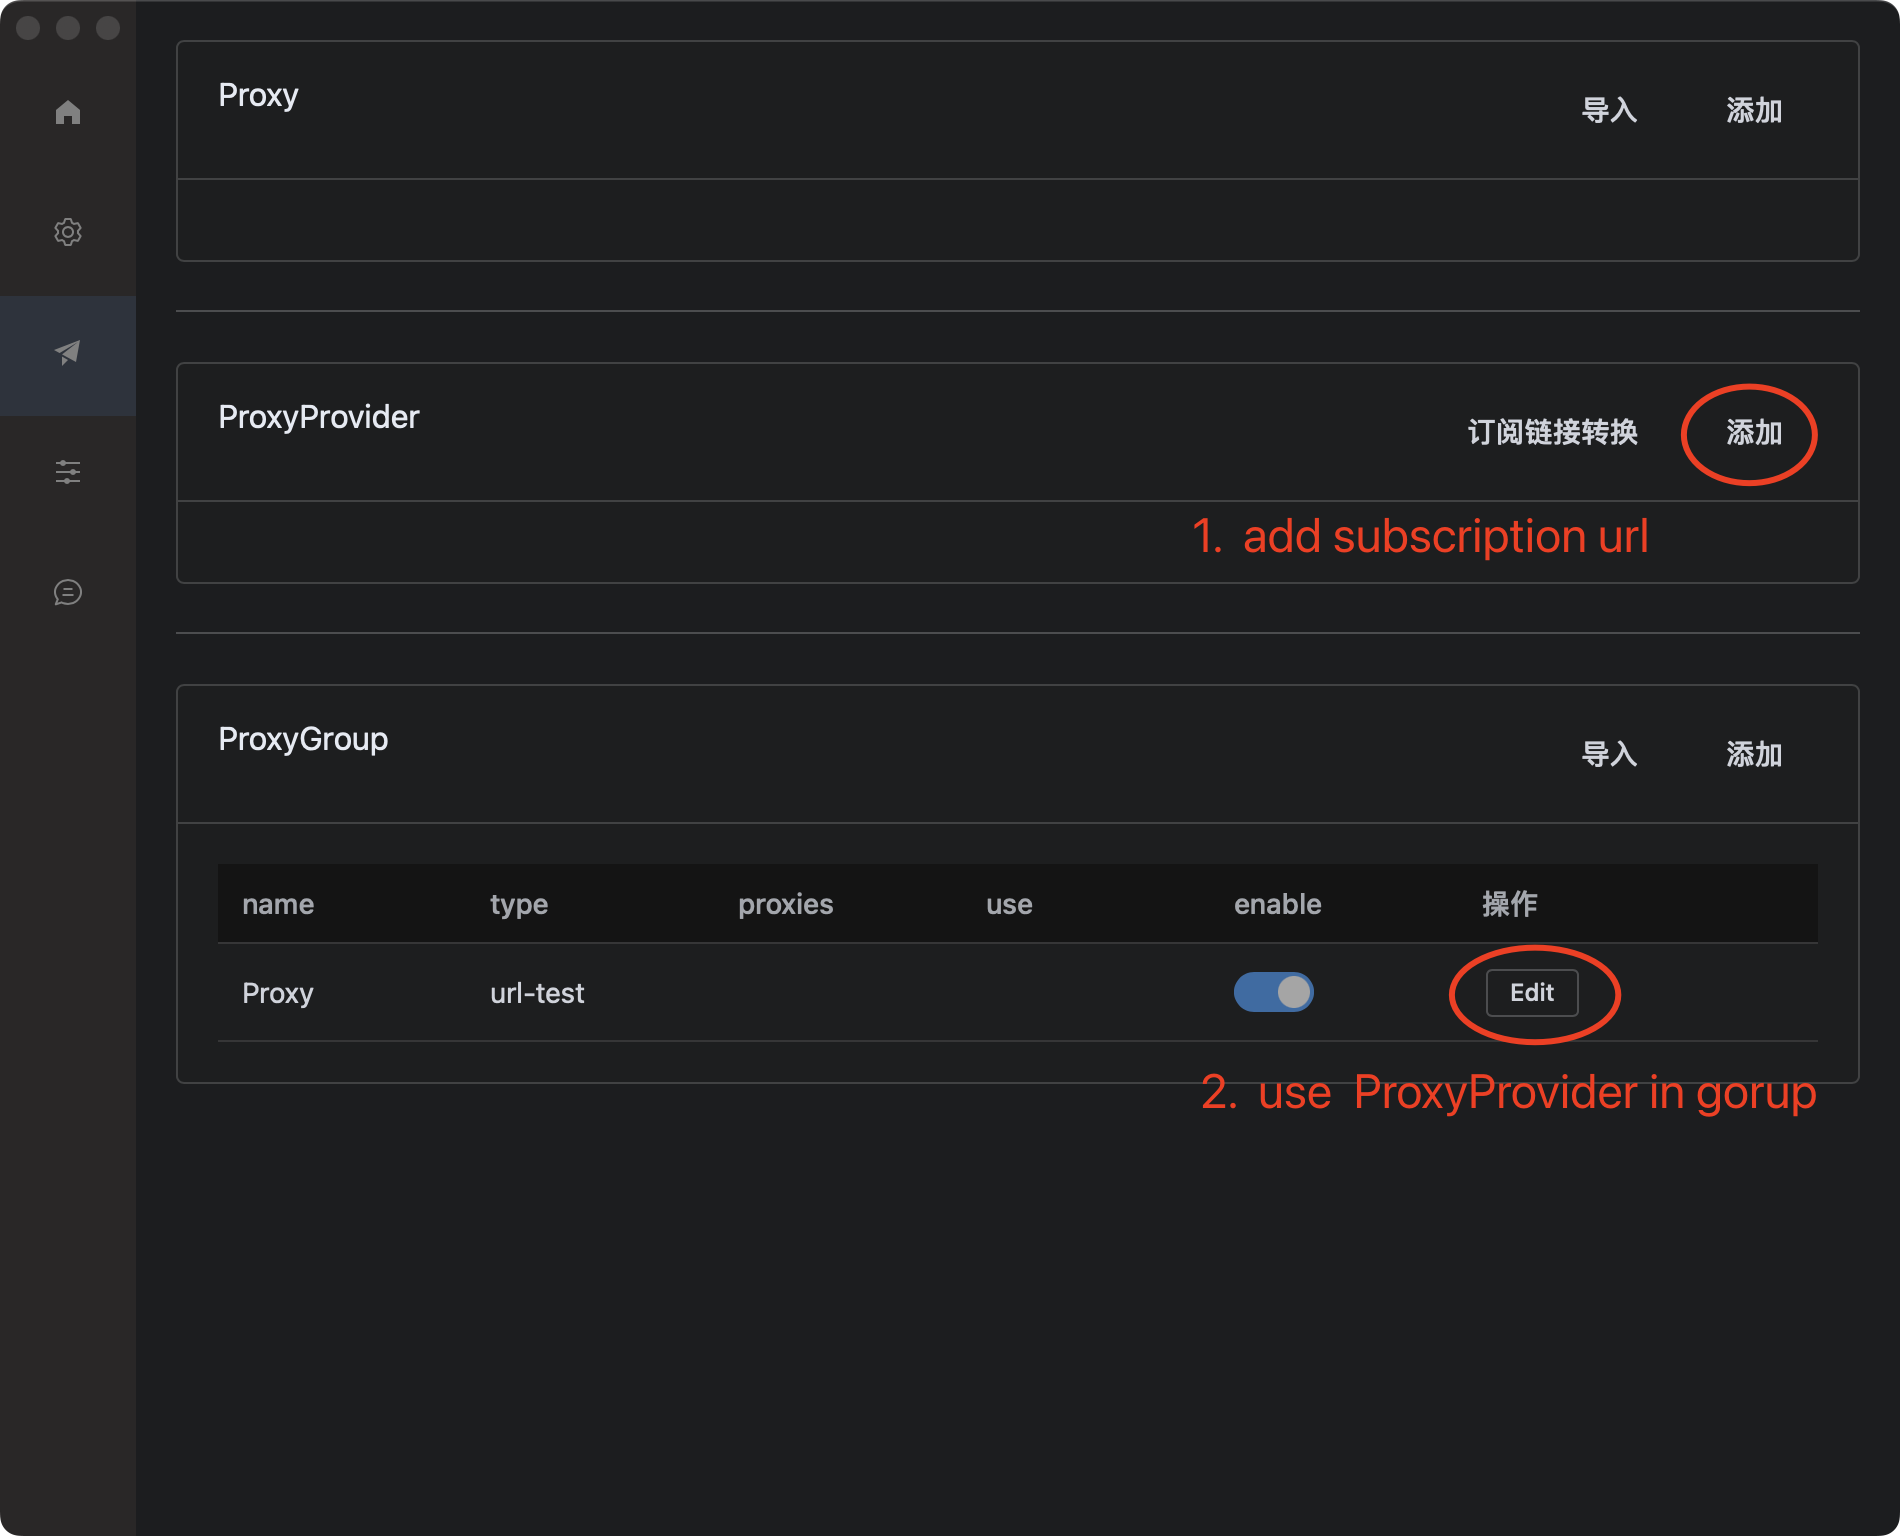 Proxy
导入 添加
ProxyProvider
订阅链接转换 添加
1. add subscription url
ProxyGroup
导入 添加
name type proxies use enable 操作
Proxy url-test Edit
2. use ProxyProvider in gorup